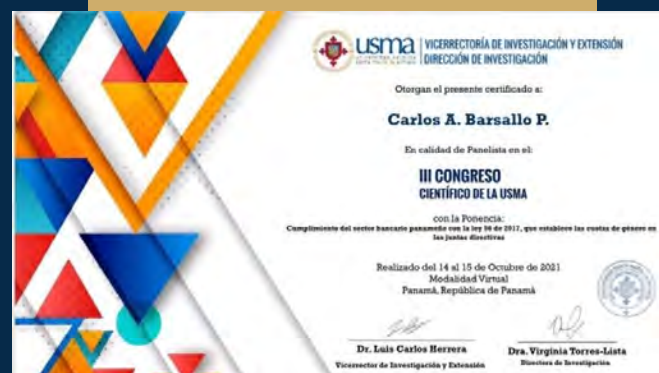 usma
VICERRECTORÍA DE INVESTIGACIÓN Y EXTENSIÓN
DIRECCIÓN DE INVESTIGACIÓN
Otorgan el presente certificado a:
Carlos A. Barsallo P.
En calidad de Panelista en el:
III CONGRESO
CIENTÍFICO DE LA USMA
con la Ponencia:
Cumplimiento del sector bancario panameño con la ley 56 de 2017, que establece las cuotas de género en
las juntas directivas
Realizado del 14 al 15 de Octubre de 2021
Modalidad Virtual
Panamá, República de Panamá
Dr. Luis Carlos Herrera
Vicerrector de Investigación y Extensión
Dra. Virginia Torres-Lista
Directora de Investigación